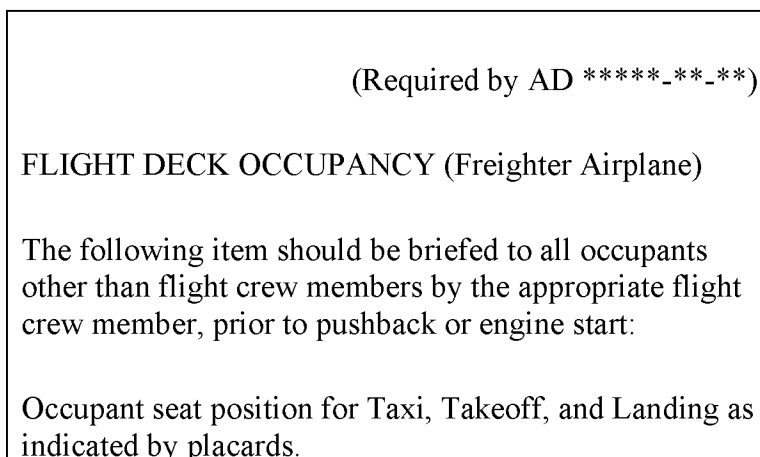 (Required by AD *****-**-**)
FLIGHT DECK OCCUPANCY (Freighter Airplane)
The following item should be briefed to all occupants
other than flight crew members by the appropriate flight
crew member, prior to pushback or engine start:
Occupant seat position for Taxi, Takeoff, and Landing as
indicated by placards.